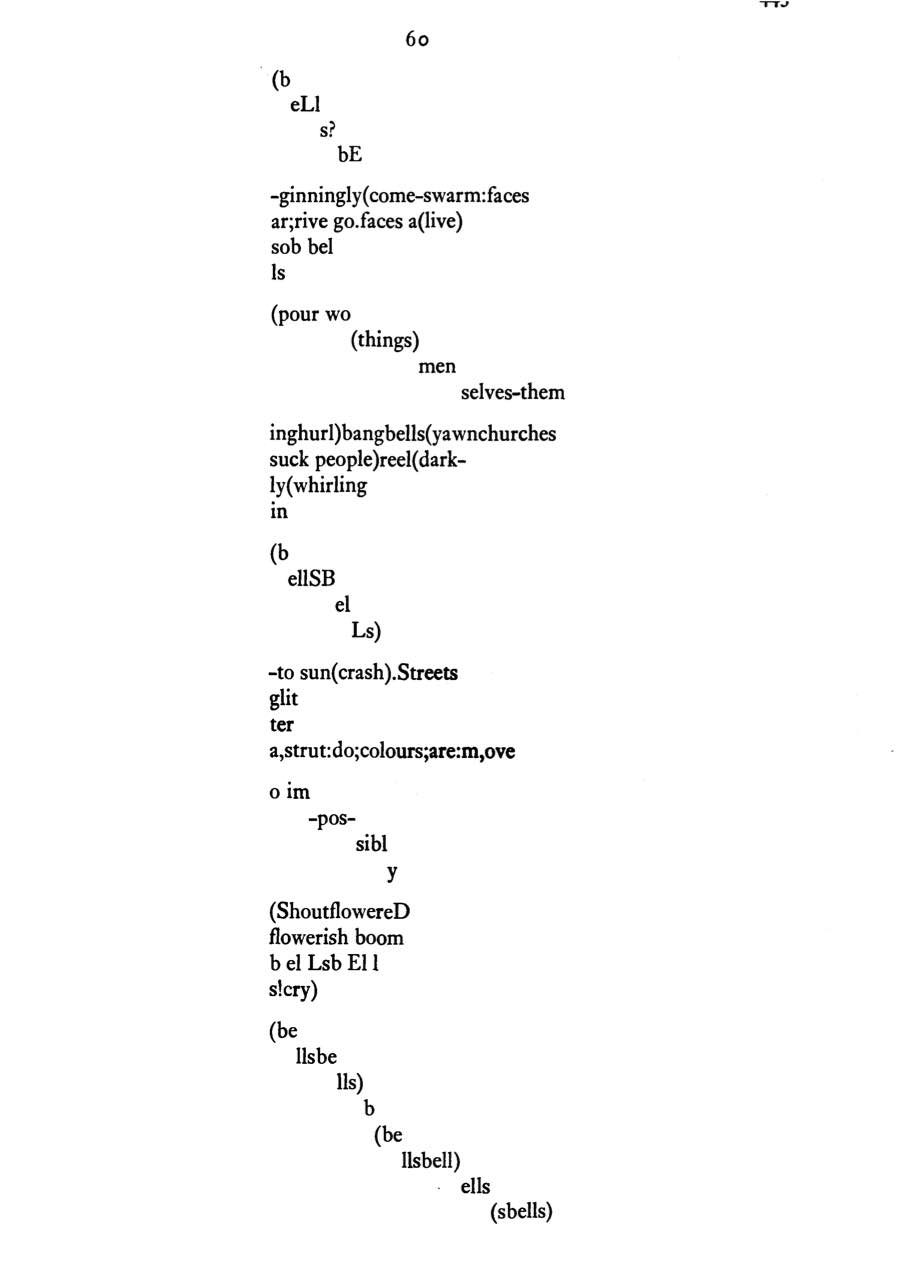 60
(b
eLl
s?
bE
-ginningly(come-swarm:faces
ar;rive go.faces a(live)
sob bel
ls
(pour wo
(things)
men
selves-them
inghurl)bangbells(yawnchurches
suck people)reel(dark-
ly(whirling
in
(b
ellSB
el
Ls)
-to sun(crash).Streets
glit
ter
a,strut:do;colours;are:m,ove
o im
-pos-
sibl
y
(ShoutflowereD
flowerish boom
b el Lsb El l
s!cry)
(be
llsbe
lls)
b
(be
llsbell)
ells
(sbells)